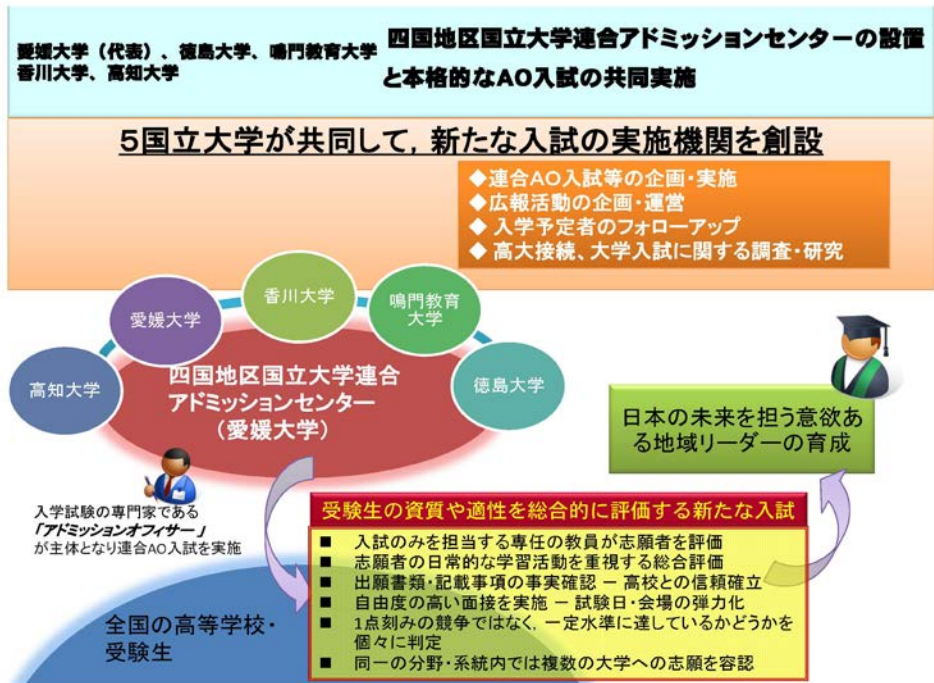 愛媛大学（代表）、徳島大学、鳴門教育大学
香川大学、高知大学
四国地区国立大学連合アドミッションセンターの設置
と本格的なAO入試の共同実施
５国立大学が共同して，新たな入試の実施機関を創設
◆連合AO入試等の企画・実施
◆広報活動の企画・運営
◆ 入学予定者のフォローアップ
◆ 高大接続、大学入試に関する調査・研究
高知大学
愛媛大学
香川大学
鳴門教育
大学
徳島大学
四国地区国立大学連合
アドミッションセンター
（愛媛大学）
日本の未来を担う意欲あ
る地域リーダーの育成
入学試験の専門家である
「アドミッションオフィサー」
が主体となり連合AO入試を実施
受験生の資質や適性を総合的に評価する新たな入試
■ 入試のみを担当する専任の教員が志願者を評価
■ 志願者の日常的な学習活動を重視する総合評価
■ 出願書類・記載事項の事実確認 － 高校との信頼確立
■ 自由度の高い面接を実施 － 試験日・会場の弾力化
■ 1点刻みの競争ではなく，一定水準に達しているかどうかを
個々に判定
■ 同一の分野・系統内では複数の大学への志願を容認
全国の高等学校・
受験生